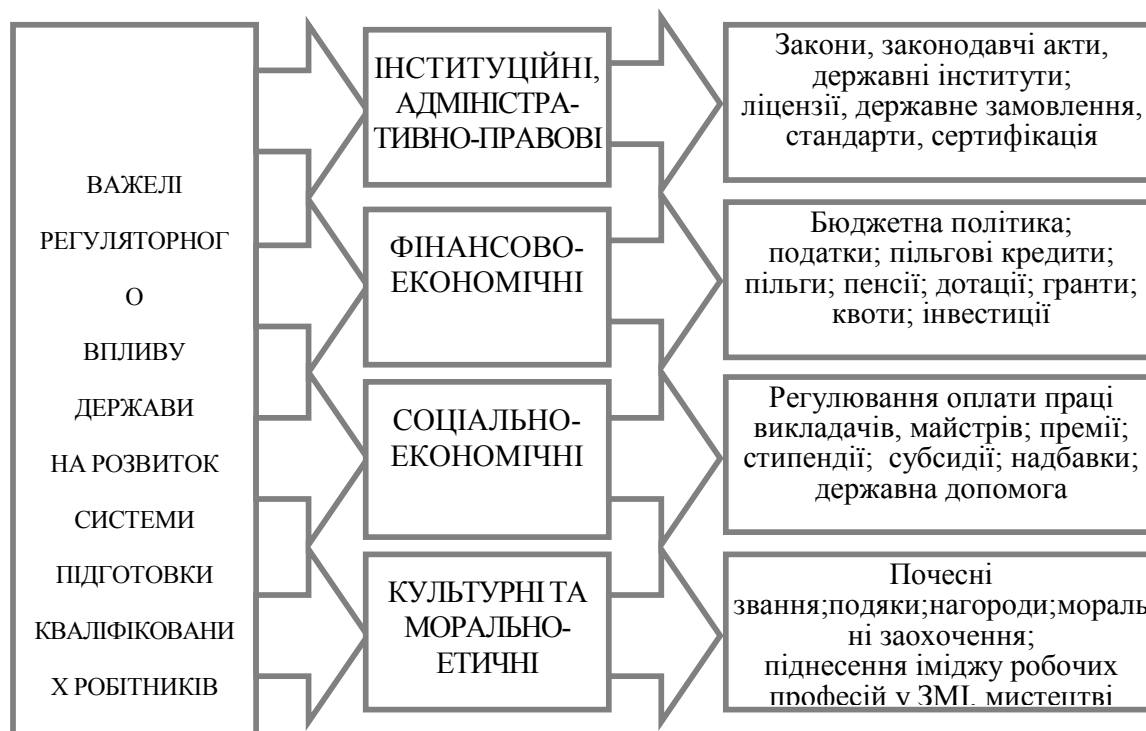 ВАЖЕЛІ
РЕГУЛЯТОРНОГ
О
ВПЛИВУ
ДЕРЖАВИ
НА РОЗВИТОК
СИСТЕМИ
ПІДГОТОВКИ
КВАЛІФІКОВАНИ
Х РОБІТНИКІВ
ІНСТИТУЦІЙНІ,
АДМІНІСТРА-
ТИВНО-ПРАВОВІ
Закони, законодавчі акти,
державні інститути;
ліцензії, державне замовлення,
стандарти, сертифікація
ФІНАНСОВО-
ЕКОНОМІЧНІ
Бюджетна політика;
податки; пільгові кредити;
пільги; пенсії; дотації; гранти;
квоти; інвестиції
СОЦІАЛЬНО-
ЕКОНОМІЧНІ
Регулювання оплати праці
викладачів, майстрів; премії;
стипендії; субсидії; надбавки;
державна допомога
КУЛЬТУРНІ ТА
МОРАЛЬНО-
ЕТИЧНІ
Почесні
звання;подяки;нагороди;мораль
ні заохочення;
піднесення іміджу робочих
професій у ЗМІ, мистецтві